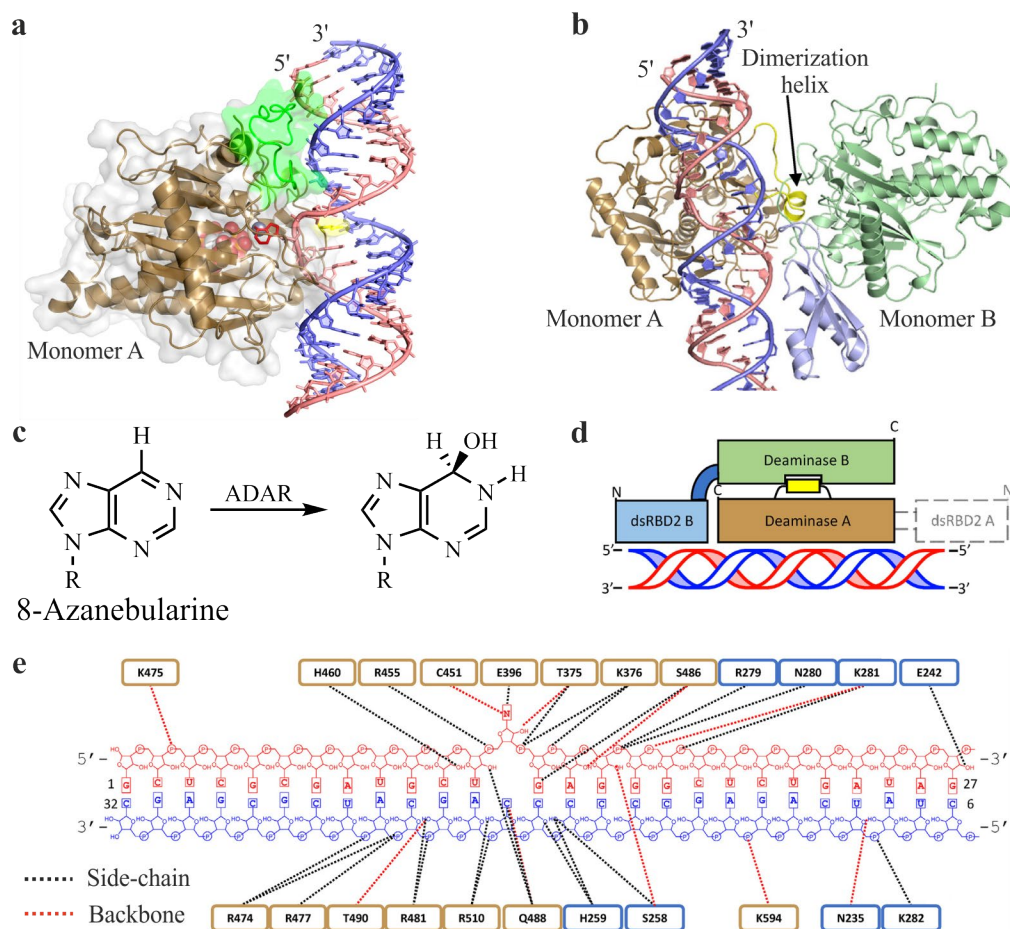 a
3'
5'
Monomer A
b
3'
5'
Dimerization
helix
Monomer A
Monomer B
c
H
N
N
N
N
R
ADAR
H
OH
N
N
H
N
N
R
8-Azanebularine
d
C
Deaminase B
N
C
N
dsRBD2 B
Deaminase A
dsRBD2 A
5’
5’
3’
3’
e
K475 H460 R455 C451 E396 T375 K376 S486 R279 N280 K281 E242
N
5’ 3’
1 G C U C G C G A U G C U G A C G G C U C U G A U A G 27
32 C G A G C G C U A C G A C C U G C C G A G A C U A U C 6
3’ 5’
Side-chain
Backbone
R474 R477 T490 R481 R510 Q488 H259 S258 K594 N235 K282